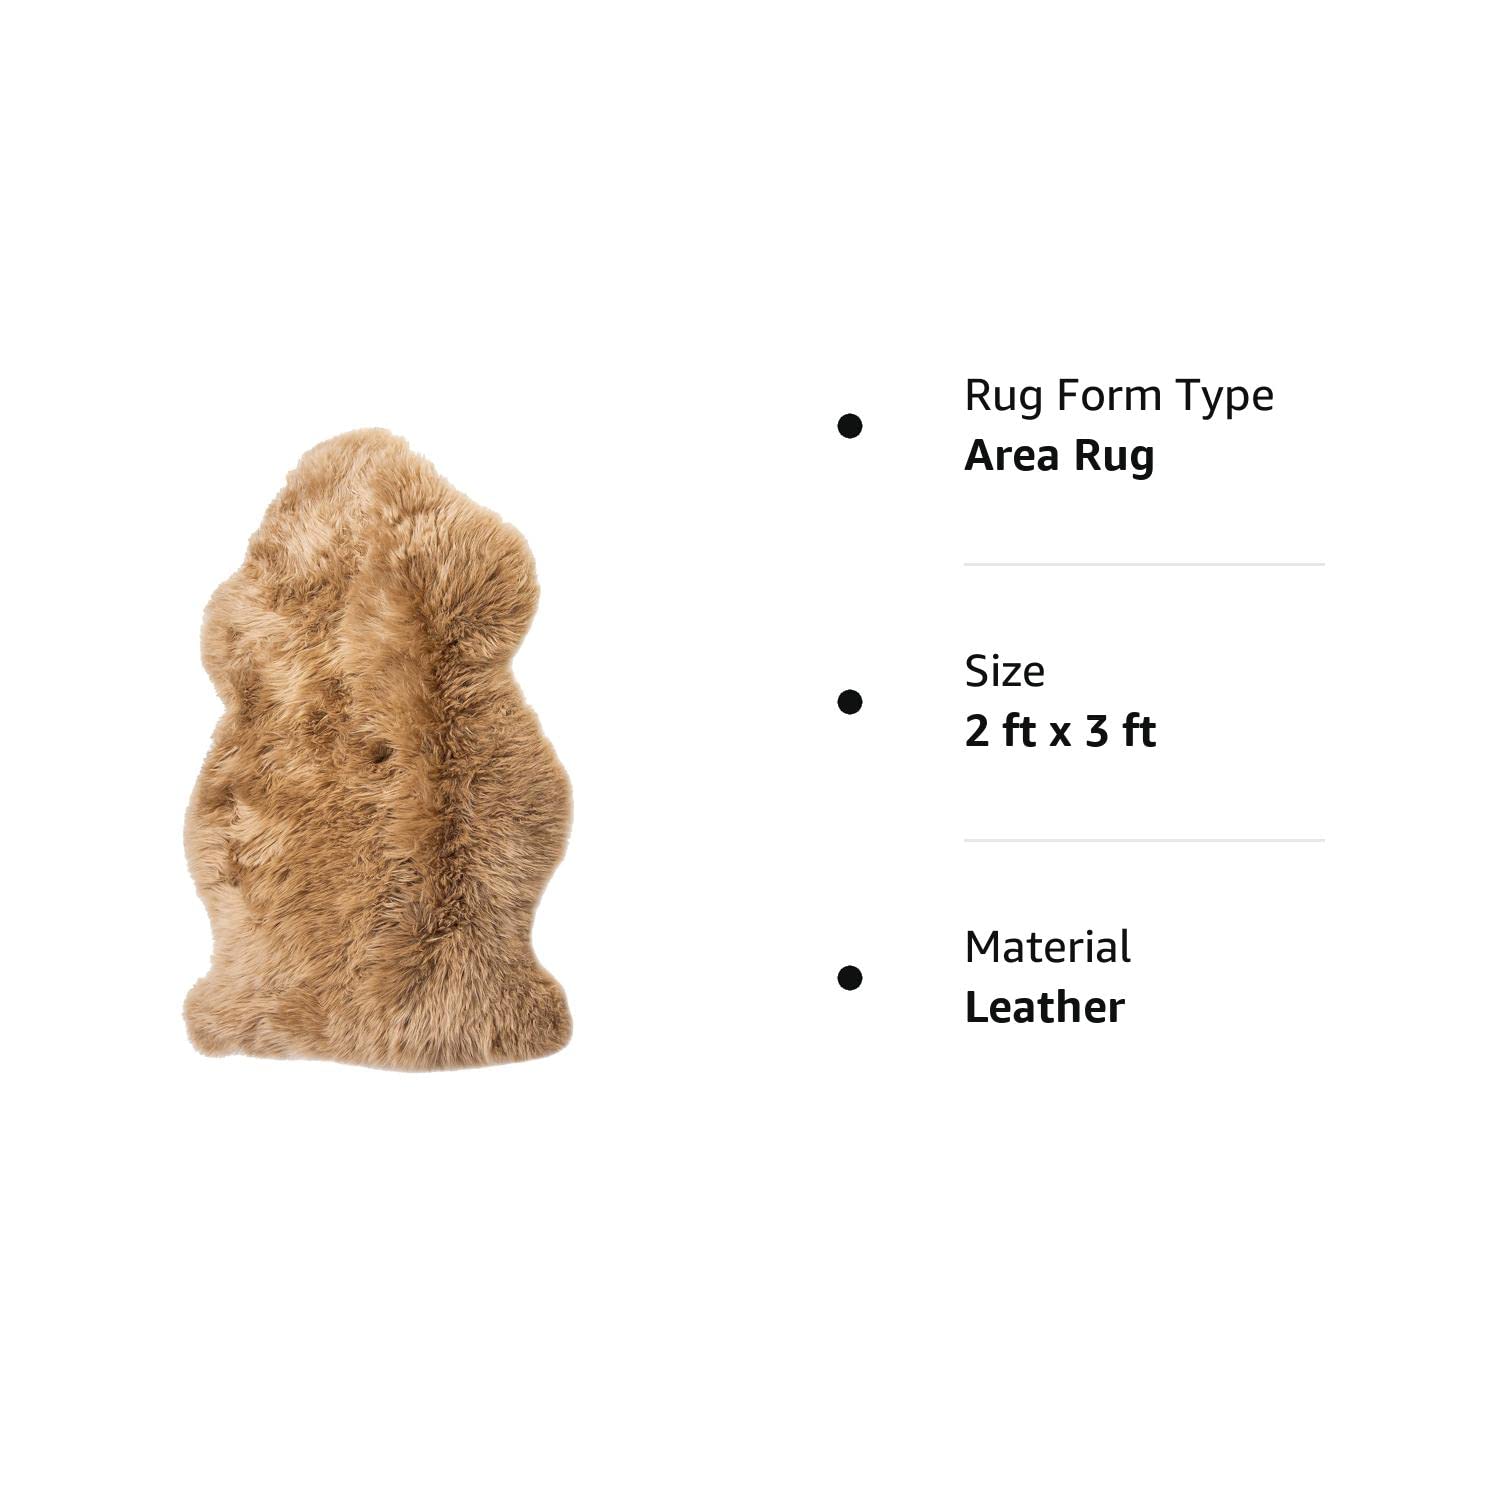 Rug Form Type
Area Rug
Size
2 ft x 3 ft
Material
Leather